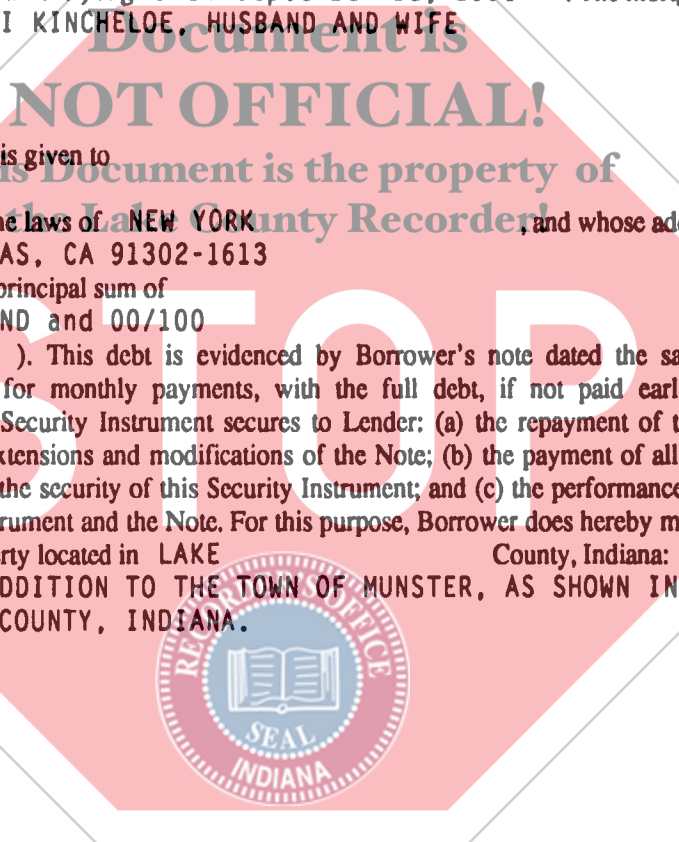 I KINCHELOE, HUSBAND AND WIFE
Document is
NOT OFFICIAL!
is given to
This Document is the property of
the Lake County Recorder!
the laws of NEW YORK , and whose add
AS, CA 91302-1613
principal sum of
ND and 00/100
STOP
). This debt is evidenced by Borrower's note dated the sa
for monthly payments, with the full debt, if not paid earl
Security Instrument secures to Lender: (a) the repayment of t
xtensions and modifications of the Note; (b) the payment of all
the security of this Security Instrument; and (c) the performance
rument and the Note. For this purpose, Borrower does hereby m
rty located in LAKE County, Indiana:
DDITION TO THE TOWN OF MUNSTER, AS SHOWN IN
COUNTY, INDIANA.
RECORDER'S OFFICE
SEAL
INDIANA